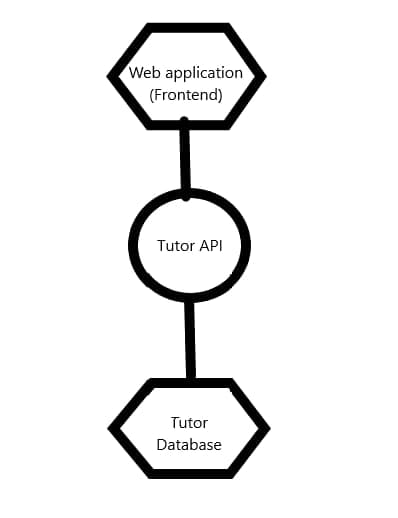 Web application
(Frontend)
Tutor API
Tutor
Database